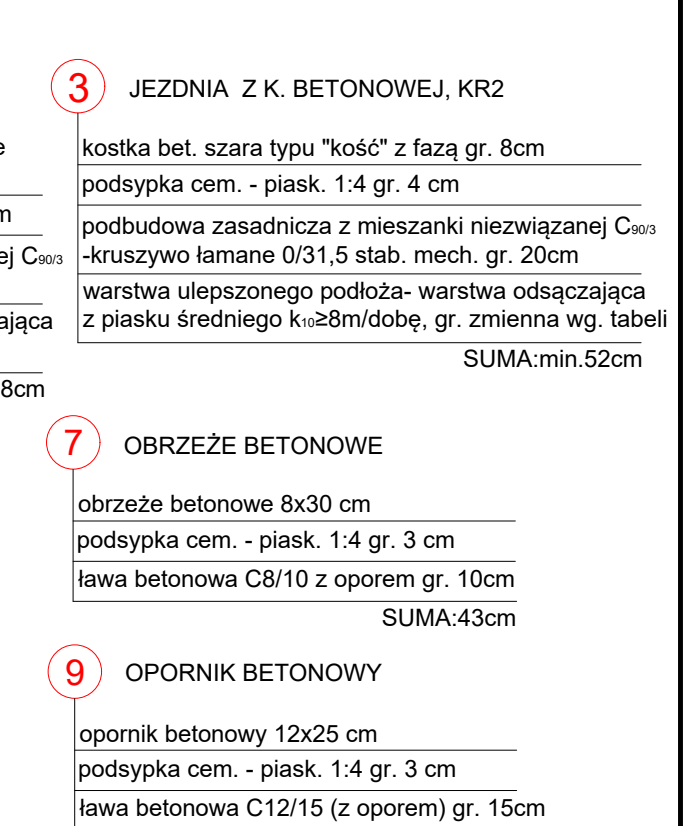 3 JEZDNIA Z K. BETONOWEJ, KR2
kostka bet. szara typu "kość" z fazą gr. 8cm
podsypka cem. - piask. 1:4 gr. 4 cm
podbudowa zasadnicza z mieszanki niezwiązanej C90/3
-kruszywo łamane 0/31,5 stab. mech. gr. 20cm
warstwa ulepszonego podłoża- warstwa odsączająca
z piasku średniego k10≥8m/dobę, gr. zmienna wg. tabeli
SUMA:min.52cm
e
m
ej C90/3
ająca
8cm
7 OBRZEŻE BETONOWE
obrzeże betonowe 8x30 cm
podsypka cem. - piask. 1:4 gr. 3 cm
ława betonowa C8/10 z oporem gr. 10cm
SUMA:43cm
9 OPORNIK BETONOWY
opornik betonowy 12x25 cm
podsypka cem. - piask. 1:4 gr. 3 cm
ława betonowa C12/15 (z oporem) gr. 15cm